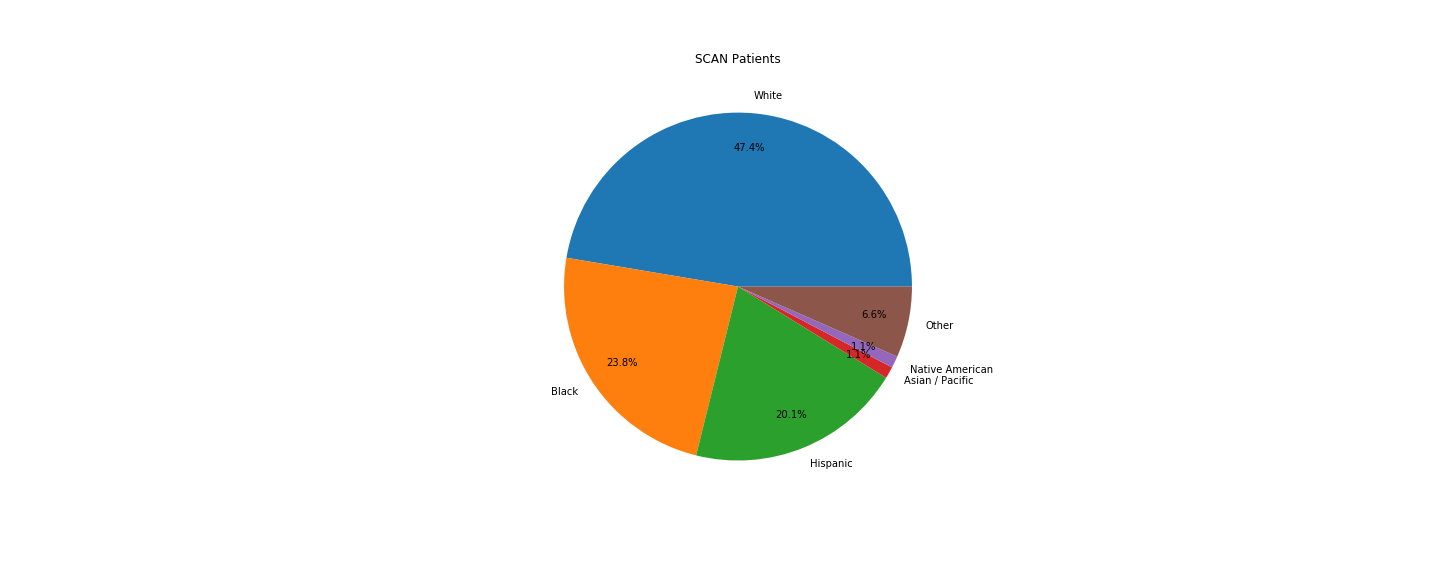 SCAN Patients
White
47.4%
6.6%
Other
1.1%
1.1%
23.8%
Native American
Asian / Pacific
Black
20.1%
Hispanic